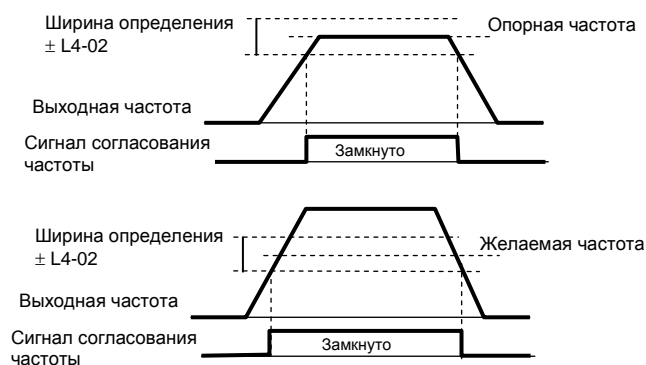 Ширина определения
± L4-02
Опорная частота
Выходная частота
Сигнал согласования
частоты
Замкнуто
Ширина определения
± L4-02
Желаемая частота
Выходная частота
Сигнал согласования
частоты
Замкнуто